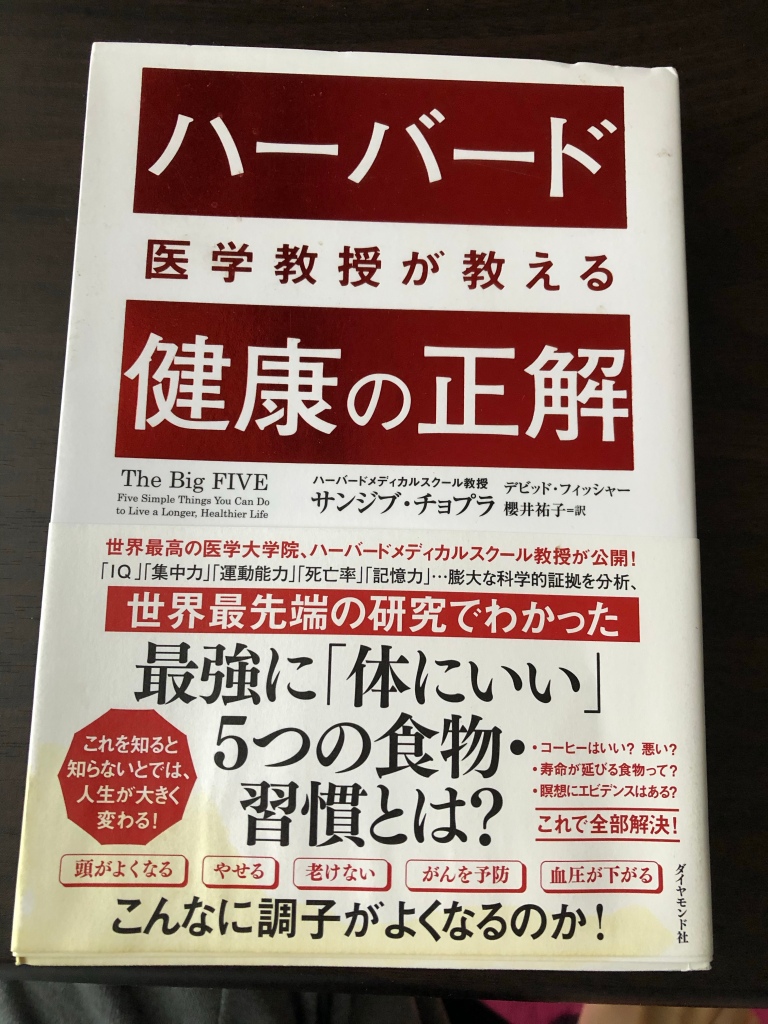 ハーバード
医学教授が教える
健康の正解
The Big FIVE
Five Simple Things You Can Do
to Live a Longer, Healthier Life
ハーバードメディカルスクール教授
サンジブ・チョプラ
デビッド・フィッシャー
櫻井祐子=訳
世界最高の医学大学院、ハーバードメディカルスクール教授が公開!
「IQ」「集中力」「運動能力」「死亡率」「記憶力」…膨大な科学的証拠を分析、
世界最先端の研究でわかった
最強に「体にいい」
5つの食物・
習慣とは?
これを知ると
知らないとでは、
人生が大きく
変わる!
・コーヒーはいい? 悪い?
・寿命が延びる食物って?
・瞑想にエビデンスはある?
これで全部解決!
頭がよくなる
やせる
老けない
がんを予防
血圧が下がる
こんなに調子がよくなるのか!
ダイヤモンド社